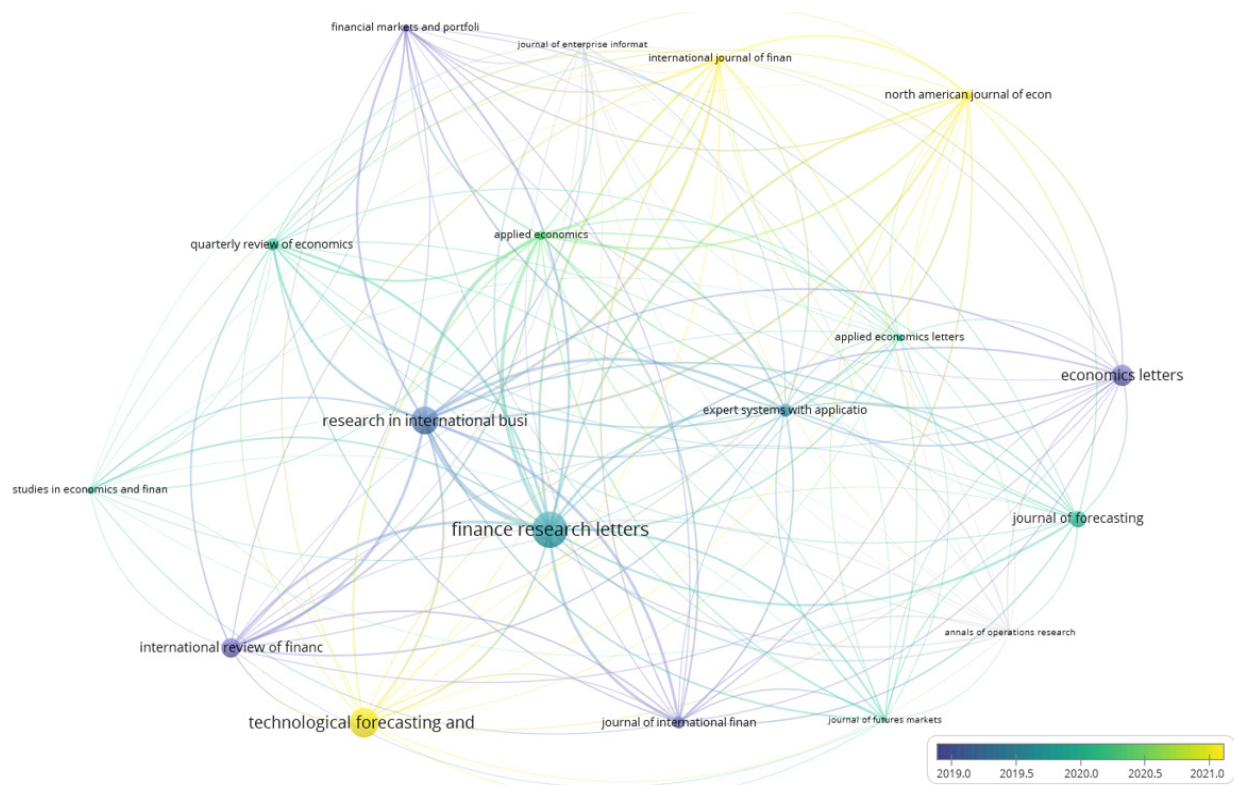 financial markets and portfoli
journal of enterprise informat
international journal of finan
north american journal of econ
quarterly review of economics
applied economics
applied economics letters
economics letters
expert systems with applicatio
research in international busi
studies in economics and finan
journal of forecasting
finance research letters
annals of operations research
international review of financ
technological forecasting and
journal of international finan
journal of futures markets
2019.0 2019.5 2020.0 2020.5 2021.0